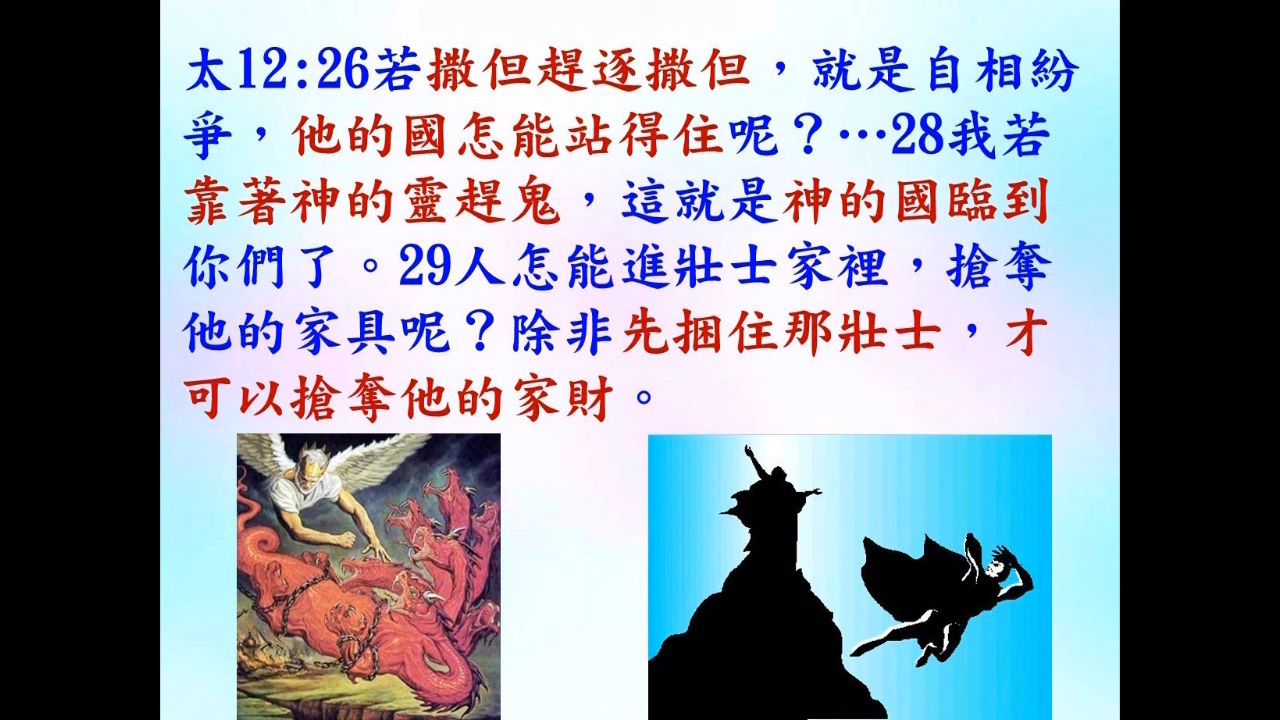 太12:26若撒但趕逐撒但，就是自相紛
爭，他的國怎能站得住呢？…28我若
靠著神的靈趕鬼，這就是神的國臨到
你們了。29人怎能進壯士家裡，搶奪
他的家具呢？除非先捆住那壯士，才
可以搶奪他的家財。